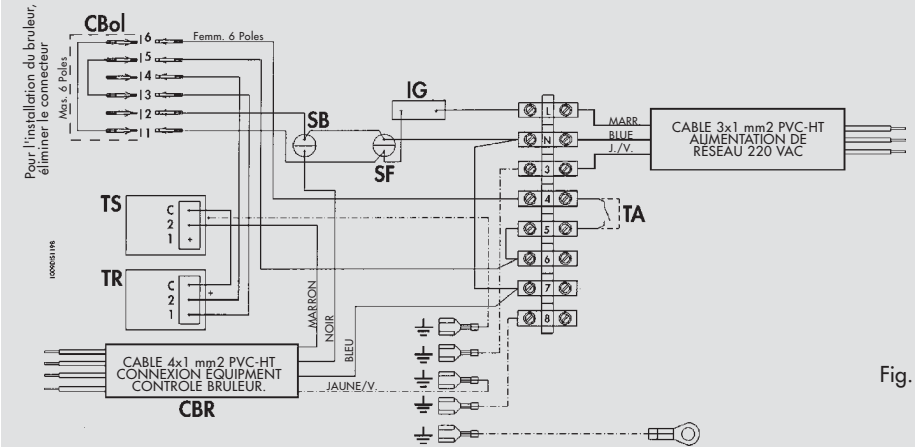 Pour l'installation du bruleur,
éliminer le connecteur
Mas. 6 Poles
CBol
6
5
4
3
2
1
Femm. 6 Poles
SB
SF
IG
L
N
3
4
5
6
7
8
MARR.
BLUE
J./V.
CABLE 3x1 mm2 PVC-HT
ALIMENTATION DE
RESEAU 220 VAC
TA
TS
C
2
1
+
TR
C
2
1
+
MARRON
NOIR
BLEU
JAUNE/V.
CABLE 4x1 mm2 PVC-HT
CONNEXION EQUIPMENT
CONTROLE BRULEUR.
CBR
Fig.